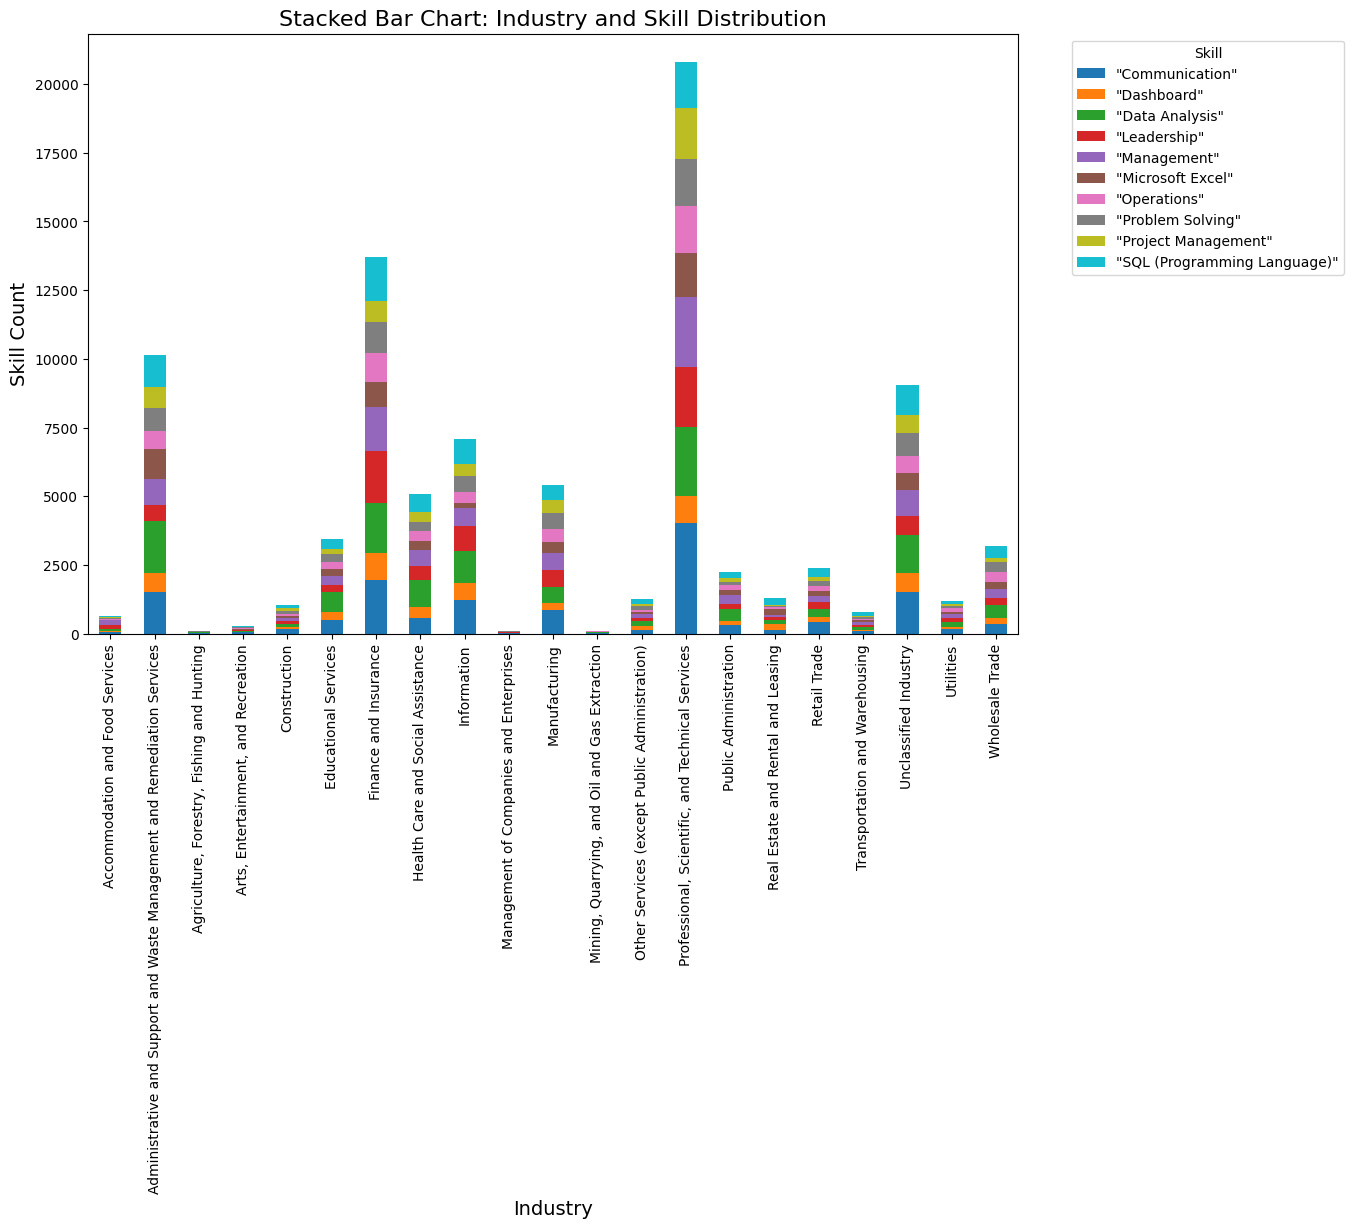 Stacked Bar Chart: Industry and Skill Distribution
Skill
"Communication"
"Dashboard"
"Data Analysis"
"Leadership"
"Management"
"Microsoft Excel"
"Operations"
"Problem Solving"
"Project Management"
"SQL (Programming Language)"
Skill Count
20000
17500
15000
12500
10000
7500
5000
2500
0
Accommodation and Food Services
Administrative and Support and Waste Management and Remediation Services
Agriculture, Forestry, Fishing and Hunting
Arts, Entertainment, and Recreation
Construction
Educational Services
Finance and Insurance
Health Care and Social Assistance
Information
Management of Companies and Enterprises
Manufacturing
Mining, Quarrying, and Oil and Gas Extraction
Other Services (except Public Administration)
Professional, Scientific, and Technical Services
Public Administration
Real Estate and Rental and Leasing
Retail Trade
Transportation and Warehousing
Unclassified Industry
Utilities
Wholesale Trade
Industry